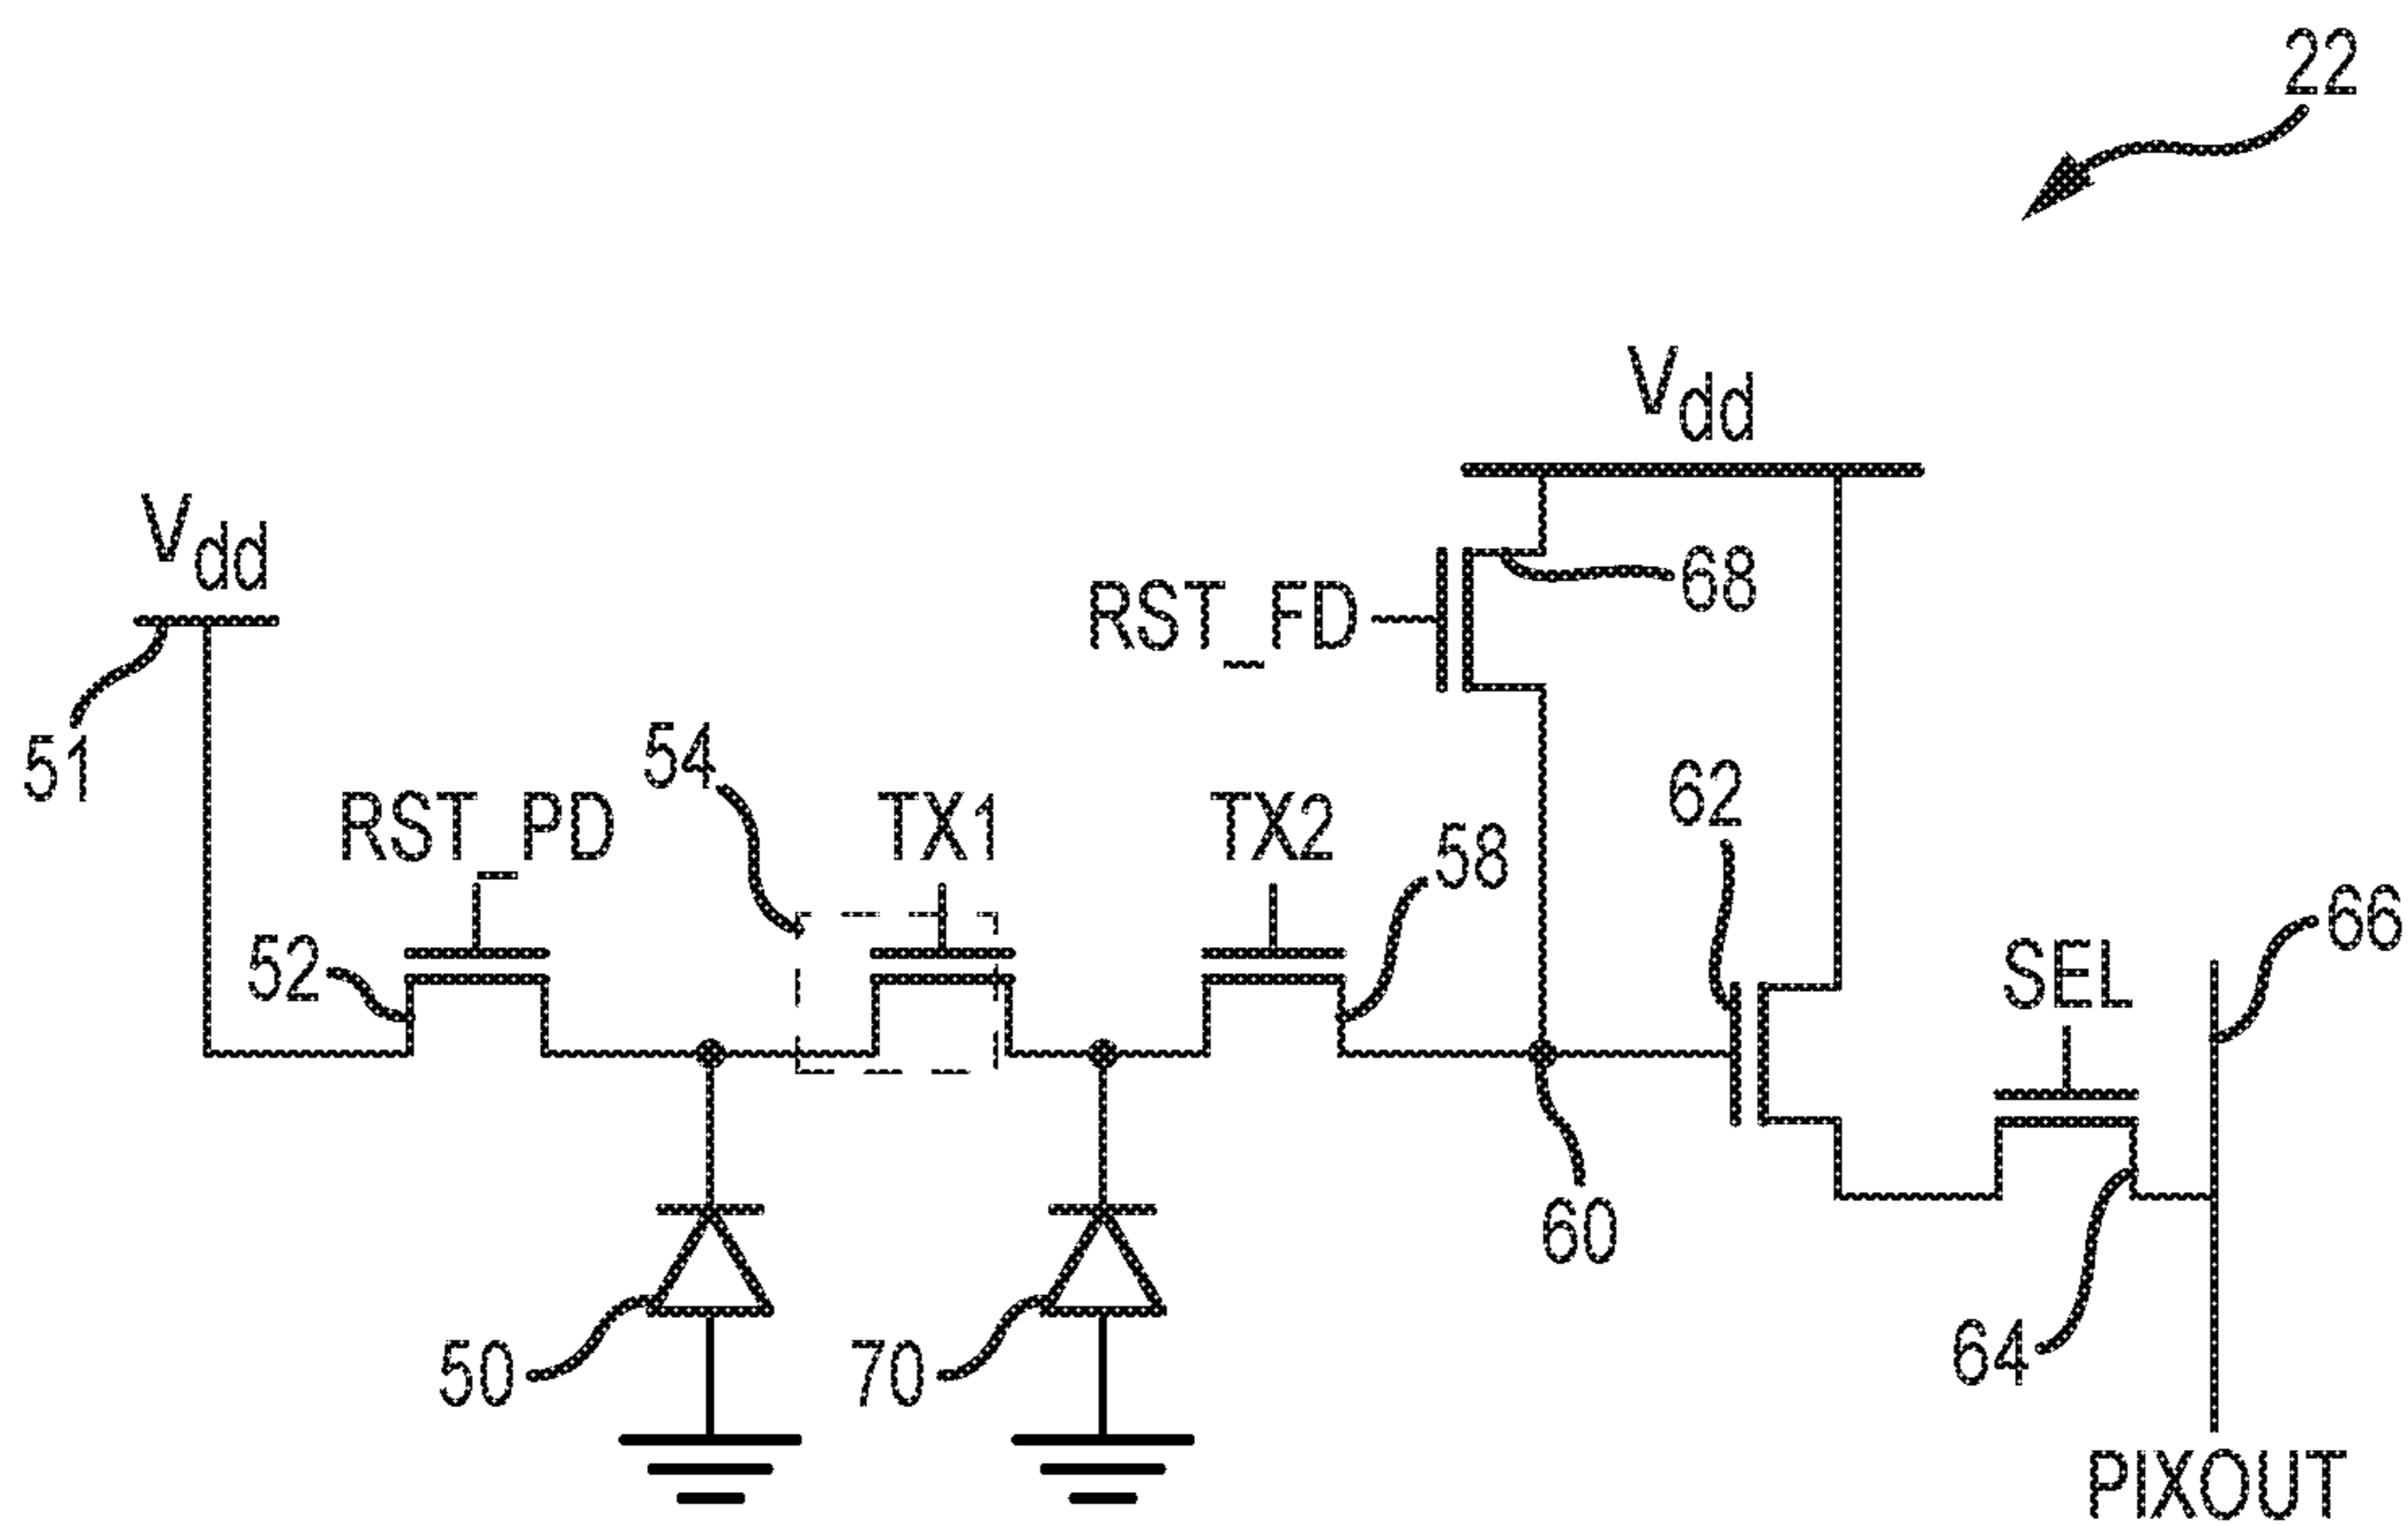 22
Vdd
Vdd
68
RST_FD
51
54
62
RST_PD
TX1
TX2
58
66
52
SEL
60
50
70
64
PIXOUT